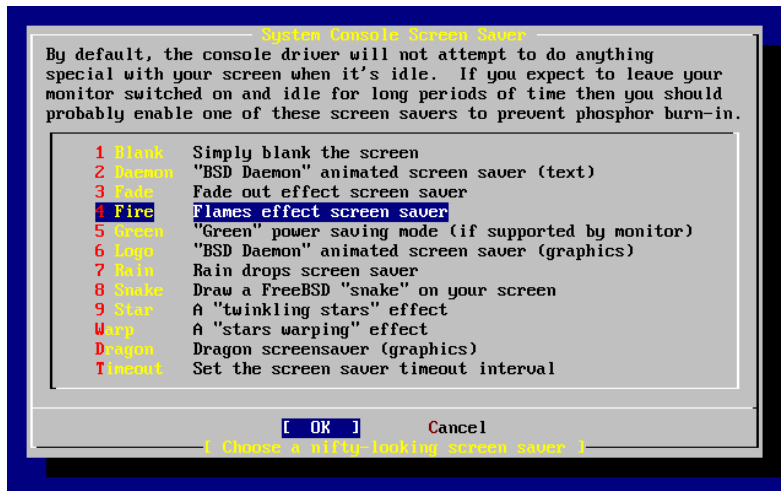 System Console Screen Saver
By default, the console driver will not attempt to do anything
special with your screen when it's idle.  If you expect to leave your
monitor switched on and idle for long periods of time then you should
probably enable one of these screen savers to prevent phosphor burn-in.
1 Blank    Simply blank the screen
2 Daemon   "BSD Daemon" animated screen saver (text)
3 Fade     Fade out effect screen saver
4 Fire     Flames effect screen saver
5 Green    "Green" power saving mode (if supported by monitor)
6 Logo     "BSD Daemon" animated screen saver (graphics)
7 Rain     Rain drops screen saver
8 Snake    Draw a FreeBSD "snake" on your screen
9 Star     A "twinkling stars" effect
Warp       A "stars warping" effect
Dragon     Dragon screensaver (graphics)
Timeout    Set the screen saver timeout interval
[  OK  ]       Cancel
[ Choose a nifty-looking screen saver ]